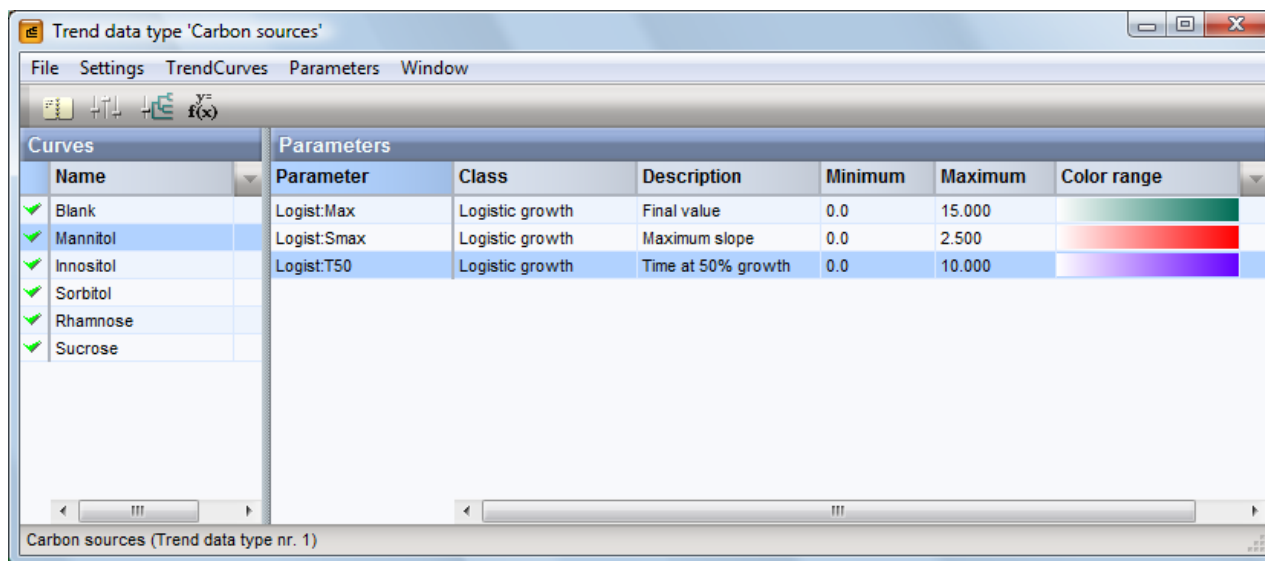 Trend data type 'Carbon sources'
File Settings TrendCurves Parameters Window
y=
f(x)
Curves Parameters
Name Parameter Class Description Minimum Maximum Color range
Blank Logist:Max Logistic growth Final value 0.0 15.000
Mannitol Logist:Smax Logistic growth Maximum slope 0.0 2.500
Innositol Logist:T50 Logistic growth Time at 50% growth 0.0 10.000
Sorbitol
Rhamnose
Sucrose
Carbon sources (Trend data type nr. 1)